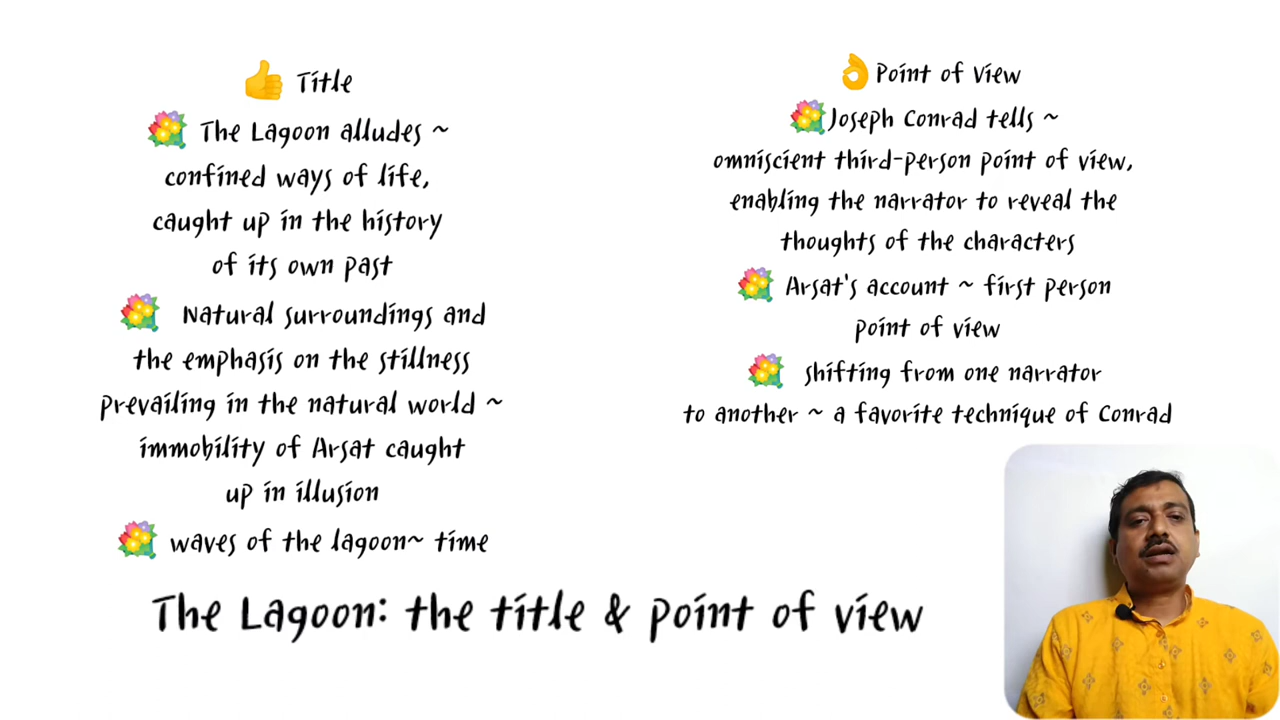 👍 Title
💐 The Lagoon alludes ~
confined ways of life,
caught up in the history
of its own past
💐 Natural surroundings and
the emphasis on the stillness
prevailing in the natural world ~
immobility of Arsat caught
up in illusion
💐 waves of the lagoon~ time
👌Point of View
💐Joseph Conrad tells ~
omniscient third-person point of view,
enabling the narrator to reveal the
thoughts of the characters
💐 Arsat's account ~ first person
point of view
💐 shifting from one narrator
to another ~ a favorite technique of Conrad
The Lagoon: the title & point of view